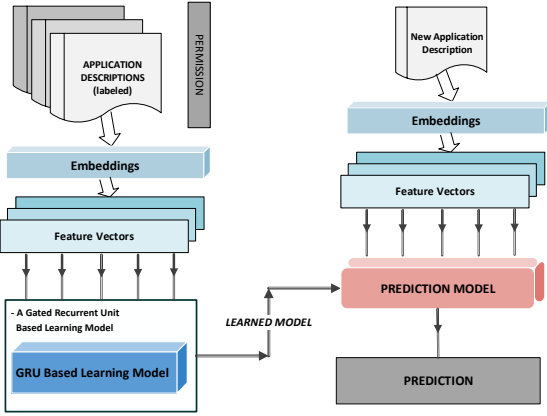 APPLICATION
DESCRIPTIONS
(labeled)
PERMISSION
Embeddings
Feature Vectors
- A Gated Recurrent Unit
Based Learning Model
GRU Based Learning Model
LEARNED MODEL
New Application
Description
Embeddings
Feature Vectors
PREDICTION MODEL
PREDICTION